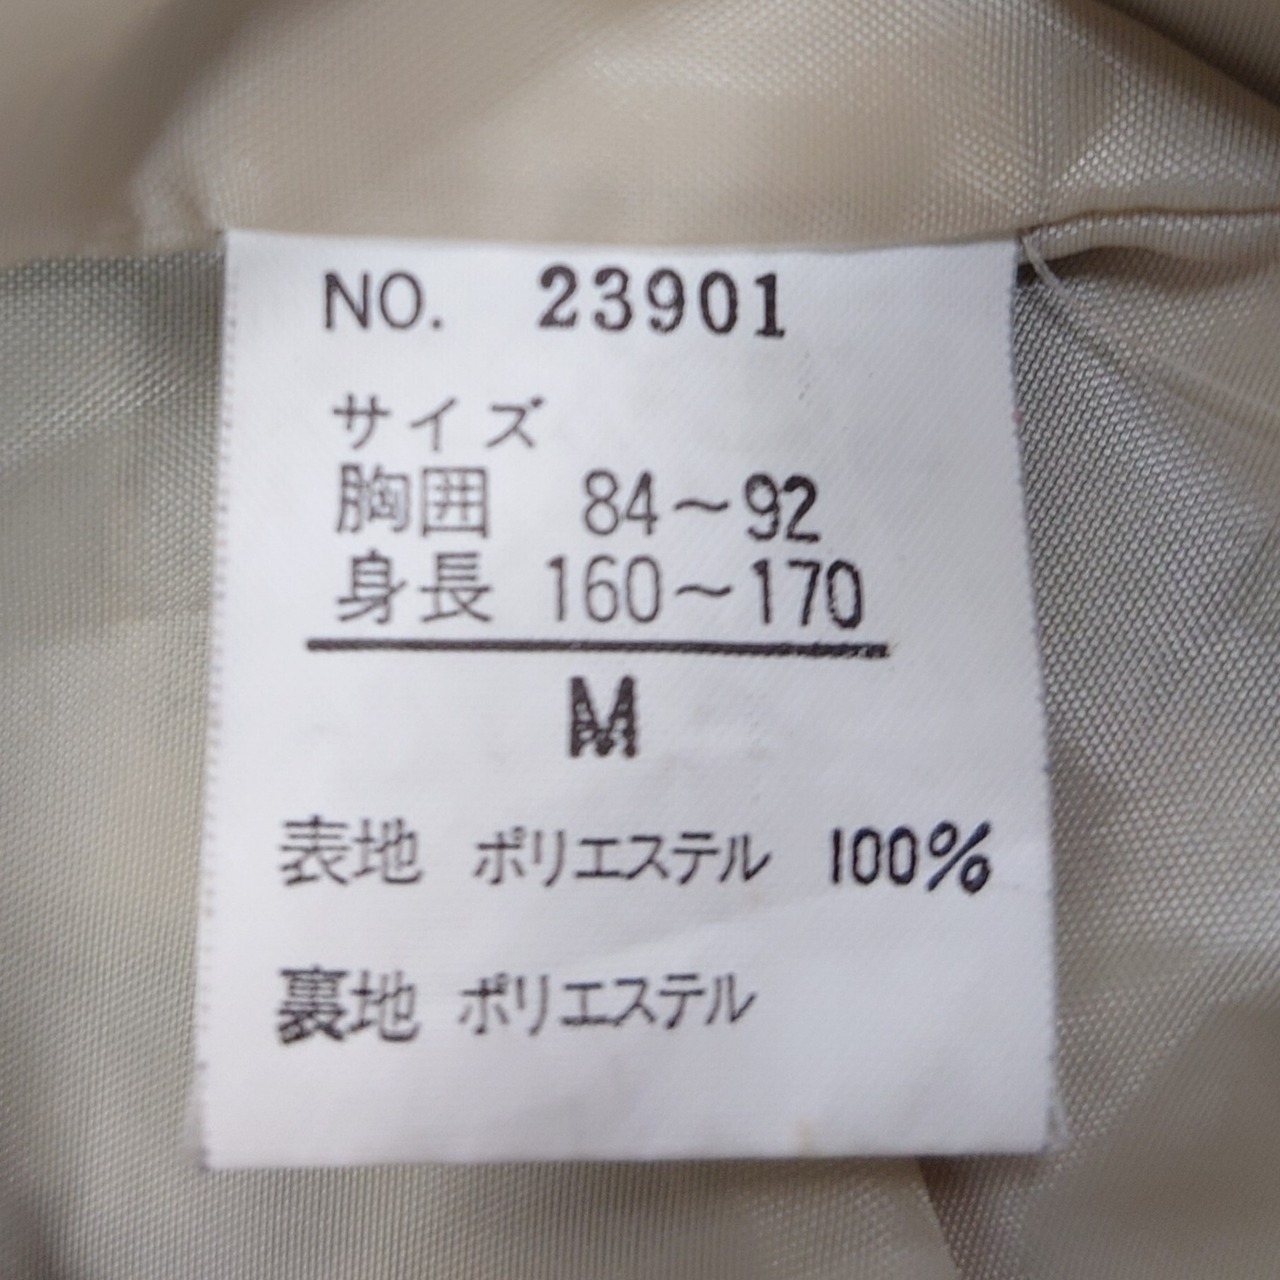 NO. 23901
サイズ
胸囲 84～92
身長 160～170
M
表地 ポリエステル 100%
裏地 ポリエステル